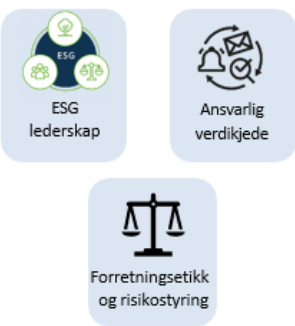 ESG
ESG
lederskap
Ansvarlig
verdikjede
Forretningsetikk
og risikostyring